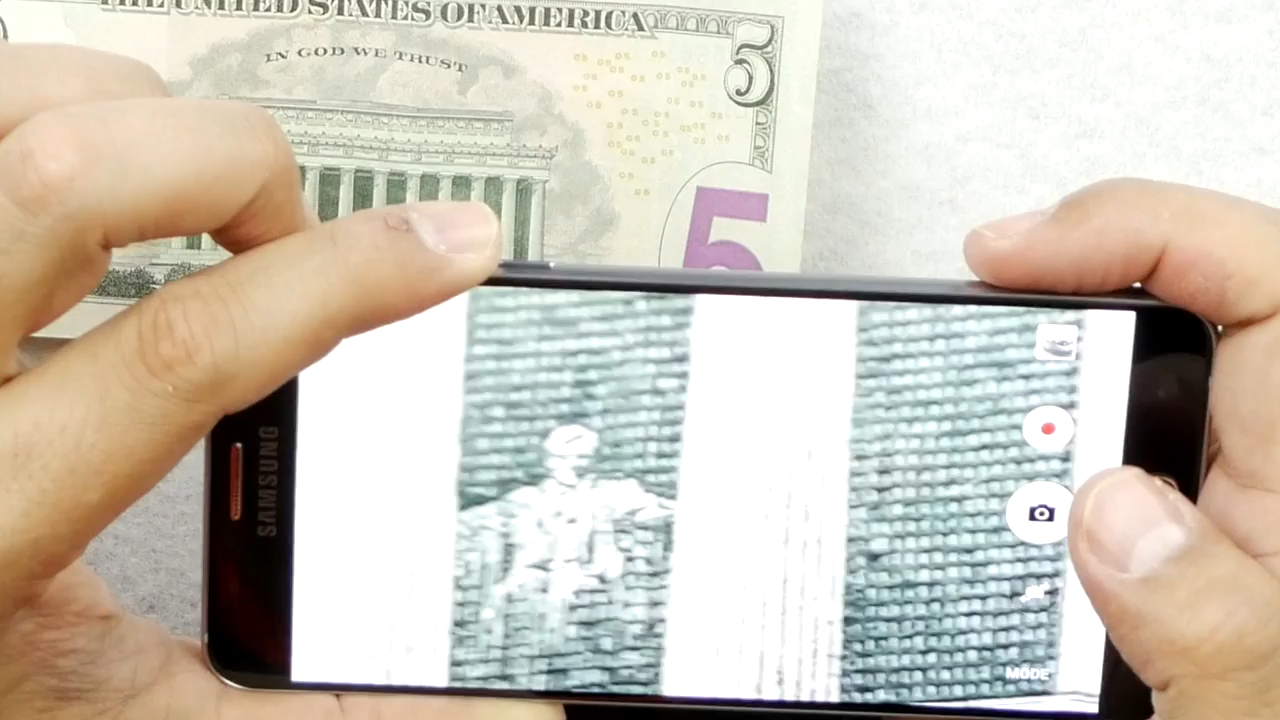 THE UNITED STATES OF AMERICA
IN GOD WE TRUST
5
5
SAMSUNG
MODE